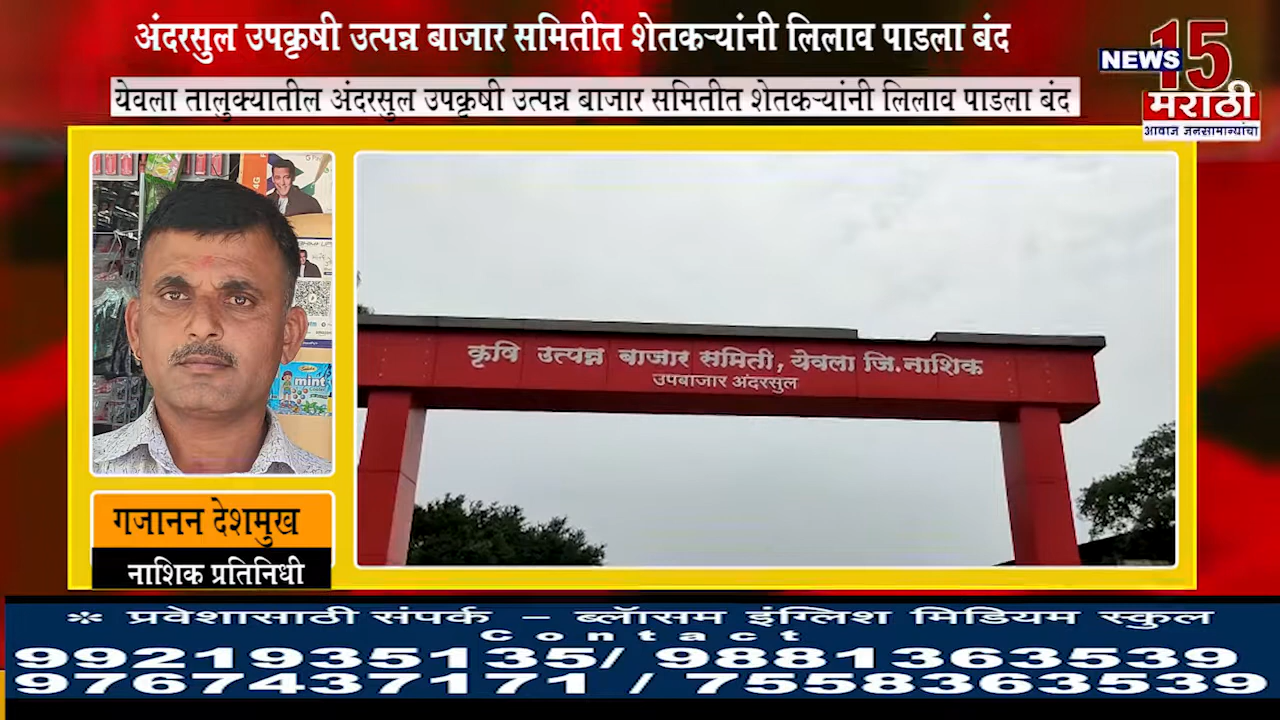 अंदरसुल उपकृषी उत्पन्न बाजार समितीत शेतकऱ्यांनी लिलाव पाडला बंद
NEWS 15
मराठी
आवाज जनसामान्यांचा
येवला तालुक्यातील अंदरसुल उपकृषी उत्पन्न बाजार समितीत शेतकऱ्यांनी लिलाव पाडला बंद
mint
कृषि उत्पन्न बाजार समिती, येवला जि. नाशिक
उपबाजार अंदरसुल
गजानन देशमुख
नाशिक प्रतिनिधी
* प्रवेशासाठी संपर्क – ब्लॉसम इंग्लिश मिडियम स्कुल
Contact
9921935135/ 9881363539
9767437171 / 7558363539